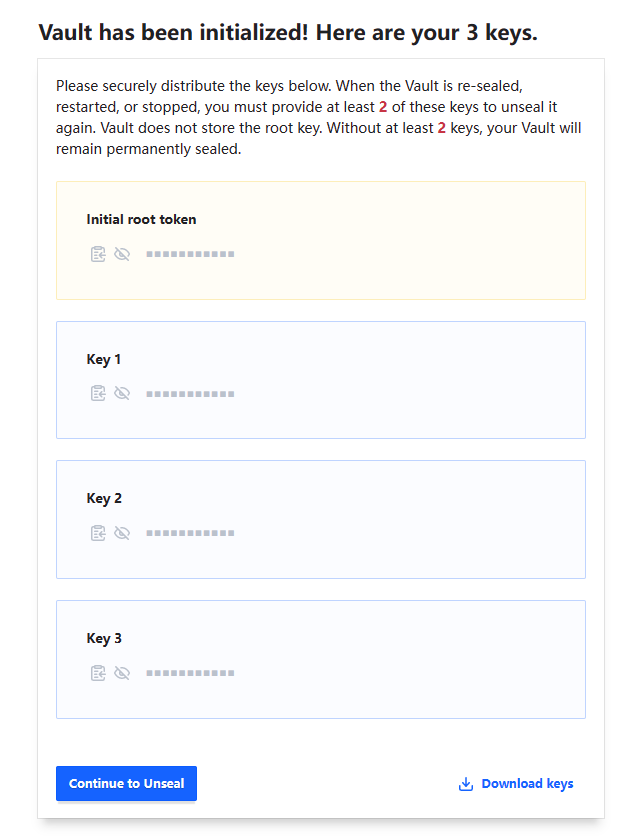 Vault has been initialized! Here are your 3 keys.
Please securely distribute the keys below. When the Vault is re-sealed,
restarted, or stopped, you must provide at least 2 of these keys to unseal it
again. Vault does not store the root key. Without at least 2 keys, your Vault will
remain permanently sealed.
Initial root token
Key 1
Key 2
Key 3
Continue to Unseal
Download keys